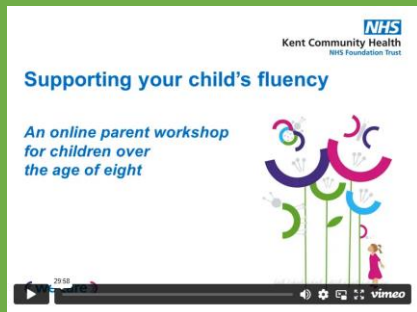 NHS
Kent Community Health
NHS Foundation Trust
Supporting your child's fluency
An online parent workshop
for children over
the age of eight
29:58
vimeo